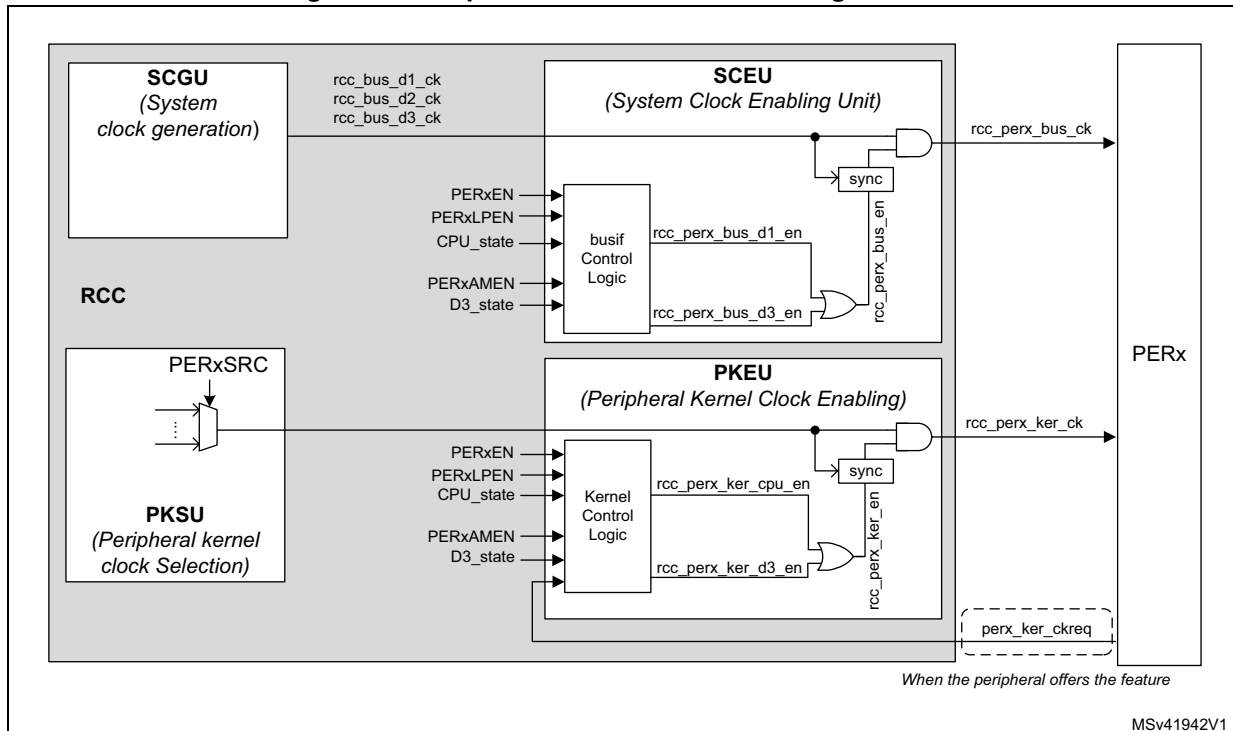 SCGU
(System
clock generation)
rcc_bus_d1_ck
rcc_bus_d2_ck
rcc_bus_d3_ck
SCEU
(System Clock Enabling Unit)
rcc_perx_bus_ck
sync
PERxEN
PERxLPEN
CPU_state
PERxAMEN
D3_state
busif
Control
Logic
rcc_perx_bus_d1_en
rcc_perx_bus_d3_en
rcc_perx_bus_en
RCC
PERx
PERxSRC
PKSU
(Peripheral kernel
clock Selection)
PKEU
(Peripheral Kernel Clock Enabling)
rcc_perx_ker_ck
sync
PERxEN
PERxLPEN
CPU_state
PERxAMEN
D3_state
Kernel
Control
Logic
rcc_perx_ker_cpu_en
rcc_perx_ker_d3_en
rcc_perx_ker_en
perx_ker_ckreq
When the peripheral offers the feature
MSv41942V1